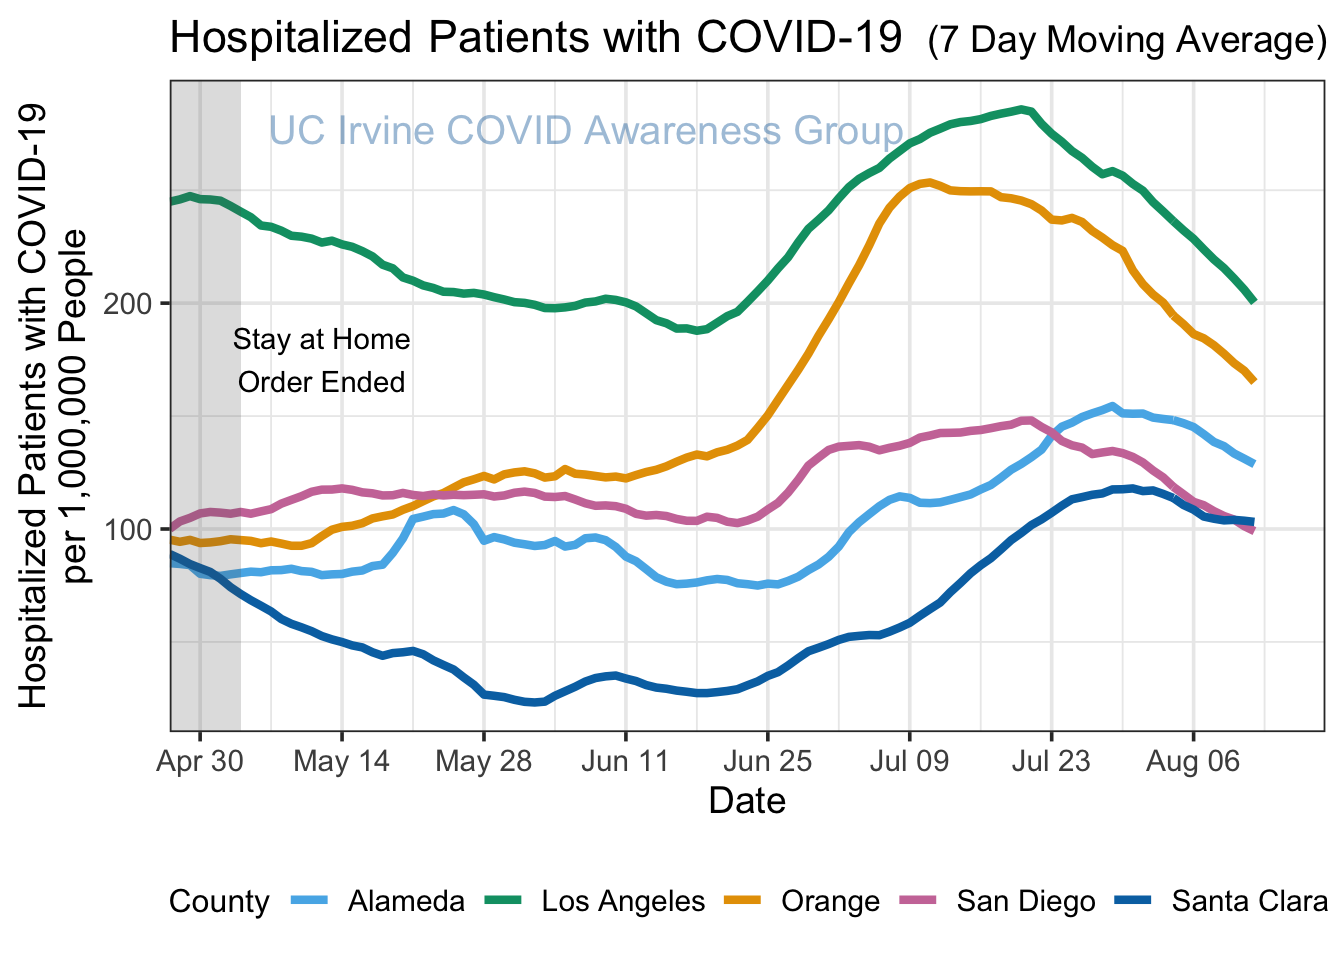 Hospitalized Patients with COVID-19 (7 Day Moving Average)
UC Irvine COVID Awareness Group
Hospitalized Patients with COVID-19
per 1,000,000 People
200
100
Stay at Home
Order Ended
Apr 30 May 14 May 28 Jun 11 Jun 25 Jul 09 Jul 23 Aug 06
Date
County Alameda Los Angeles Orange San Diego Santa Clara